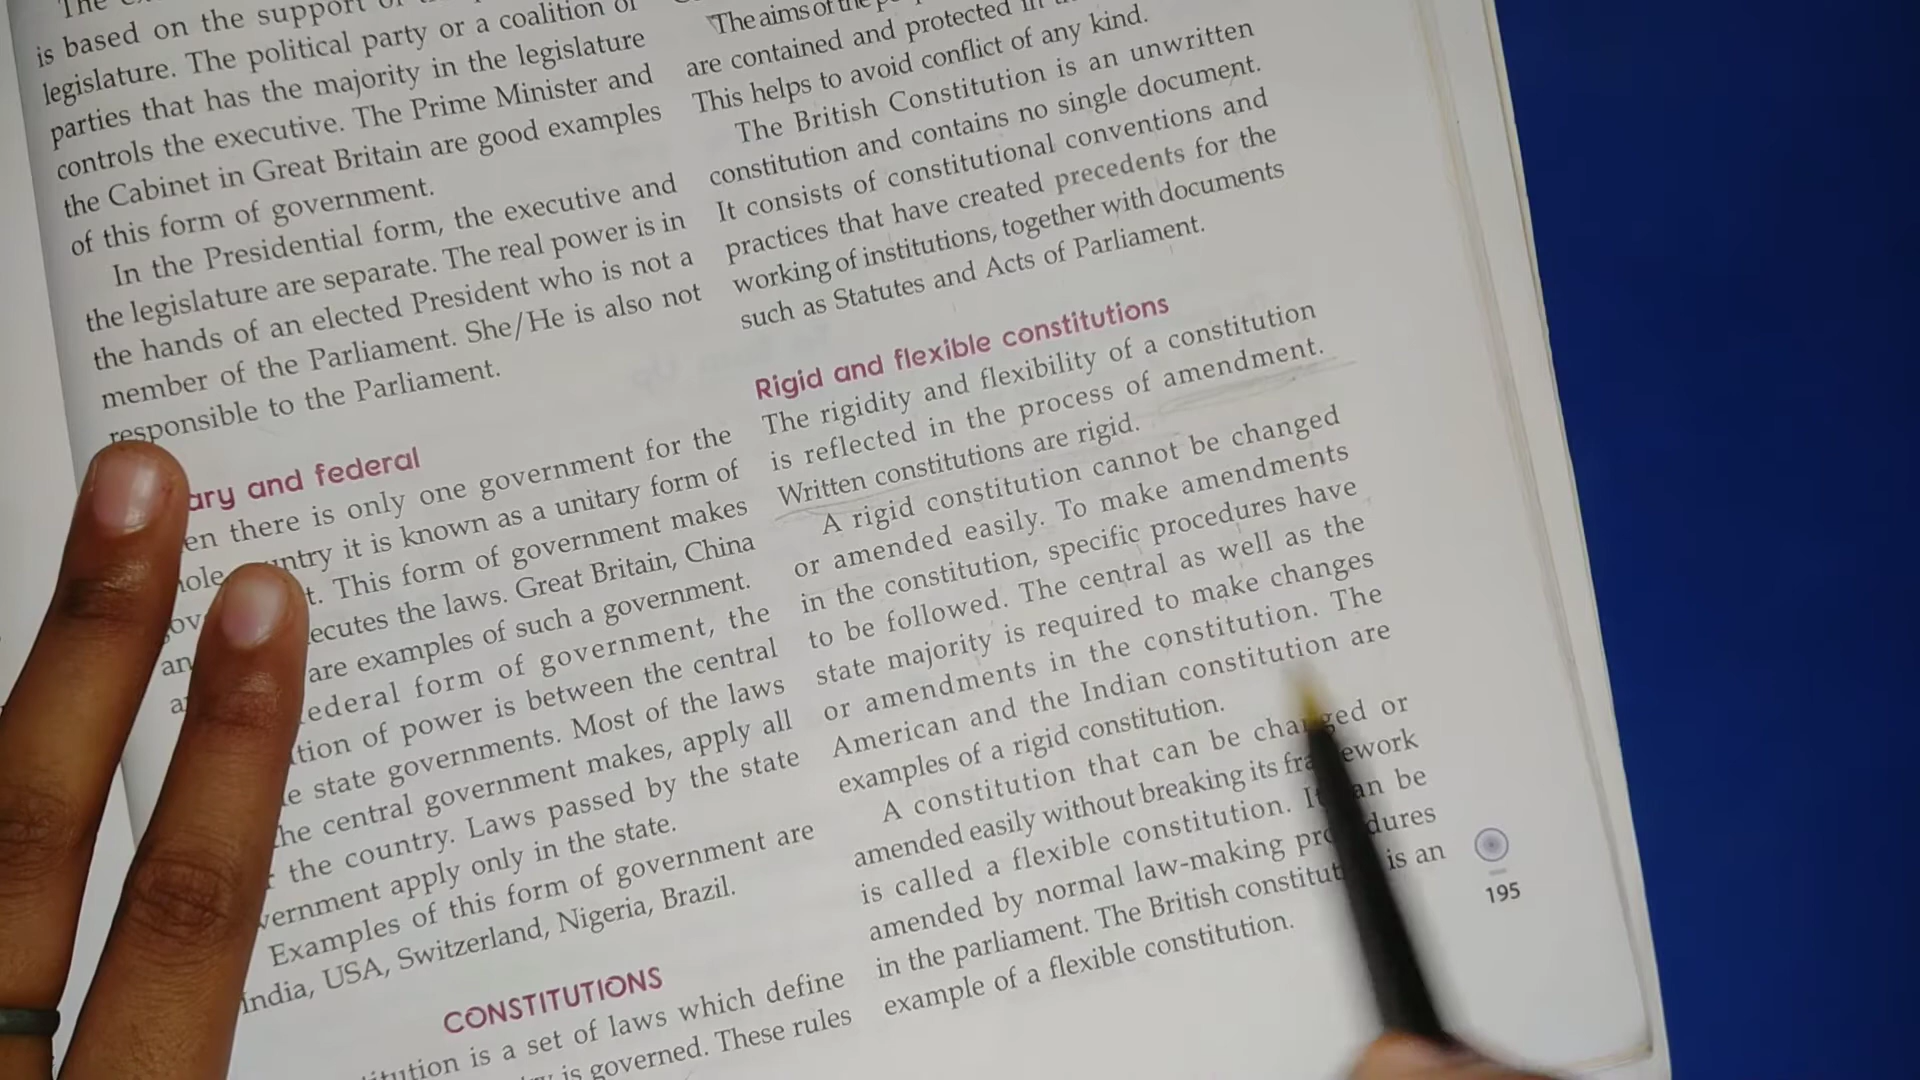 The
is based on the support
legislature. The political party or a coalition of
parties that has the majority in the legislature
controls the executive. The Prime Minister and
the Cabinet in Great Britain are good examples
of this form of government.
In the Presidential form, the executive and
the legislature are separate. The real power is in
the hands of an elected President who is not a
member of the Parliament. She/He is also not
responsible to the Parliament.
ary and federal
en there is only one government for the
hole country it is known as a unitary form of
gov t. This form of government makes
an ecutes the laws. Great Britain, China
a are examples of such a government.
ederal form of government, the
tion of power is between the central
e state governments. Most of the laws
he central government makes, apply all
r the country. Laws passed by the state
vernment apply only in the state.
Examples of this form of government are
India, USA, Switzerland, Nigeria, Brazil.
CONSTITUTIONS
titution is a set of laws which define
is governed. These rules
The aims of the
are contained and protected in
This helps to avoid conflict of any kind.
The British Constitution is an unwritten
constitution and contains no single document.
It consists of constitutional conventions and
practices that have created precedents for the
working of institutions, together with documents
such as Statutes and Acts of Parliament.
Rigid and flexible constitutions
The rigidity and flexibility of a constitution
is reflected in the process of amendment.
Written constitutions are rigid.
A rigid constitution cannot be changed
or amended easily. To make amendments
in the constitution, specific procedures have
to be followed. The central as well as the
state majority is required to make changes
or amendments in the constitution. The
American and the Indian constitution are
examples of a rigid constitution.
A constitution that can be changed or
amended easily without breaking its framework
is called a flexible constitution. It can be
amended by normal law-making procedures
in the parliament. The British constitution is an
example of a flexible constitution.
195